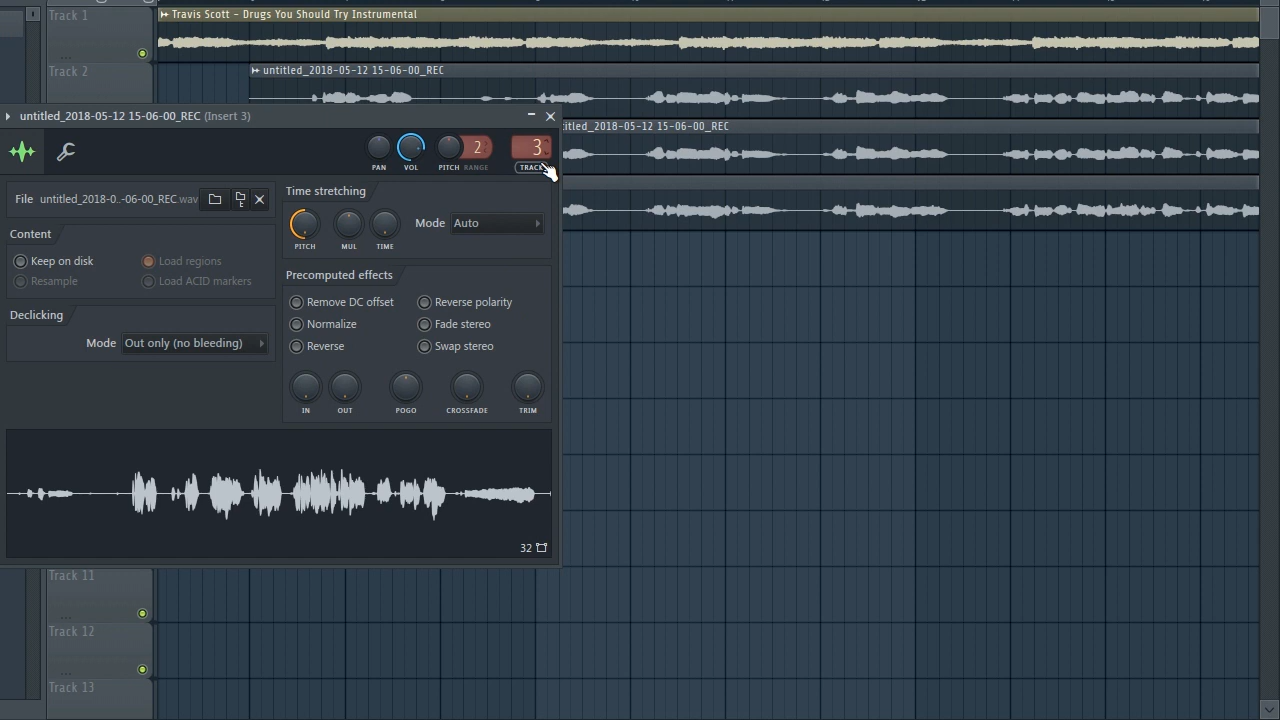 Track 1
Travis Scott - Drugs You Should Try Instrumental
...
Track 2
untitled_2018-05-12 15-06-00_REC
untitled_2018-05-12 15-06-00_REC (Insert 3)
titled_2018-05-12 15-06-00_REC
2
3
PAN
VOL
PITCH
RANGE
TRACK
File untitled_2018-0..-06-00_REC.wav
Time stretching
Content
PITCH
MUL
TIME
Mode Auto
Keep on disk
Load regions
Resample
Load ACID markers
Precomputed effects
Remove DC offset
Reverse polarity
Declicking
Normalize
Fade stereo
Mode Out only (no bleeding)
Reverse
Swap stereo
IN
OUT
POGO
CROSSFADE
TRIM
32
Track 11
...
Track 12
...
Track 13